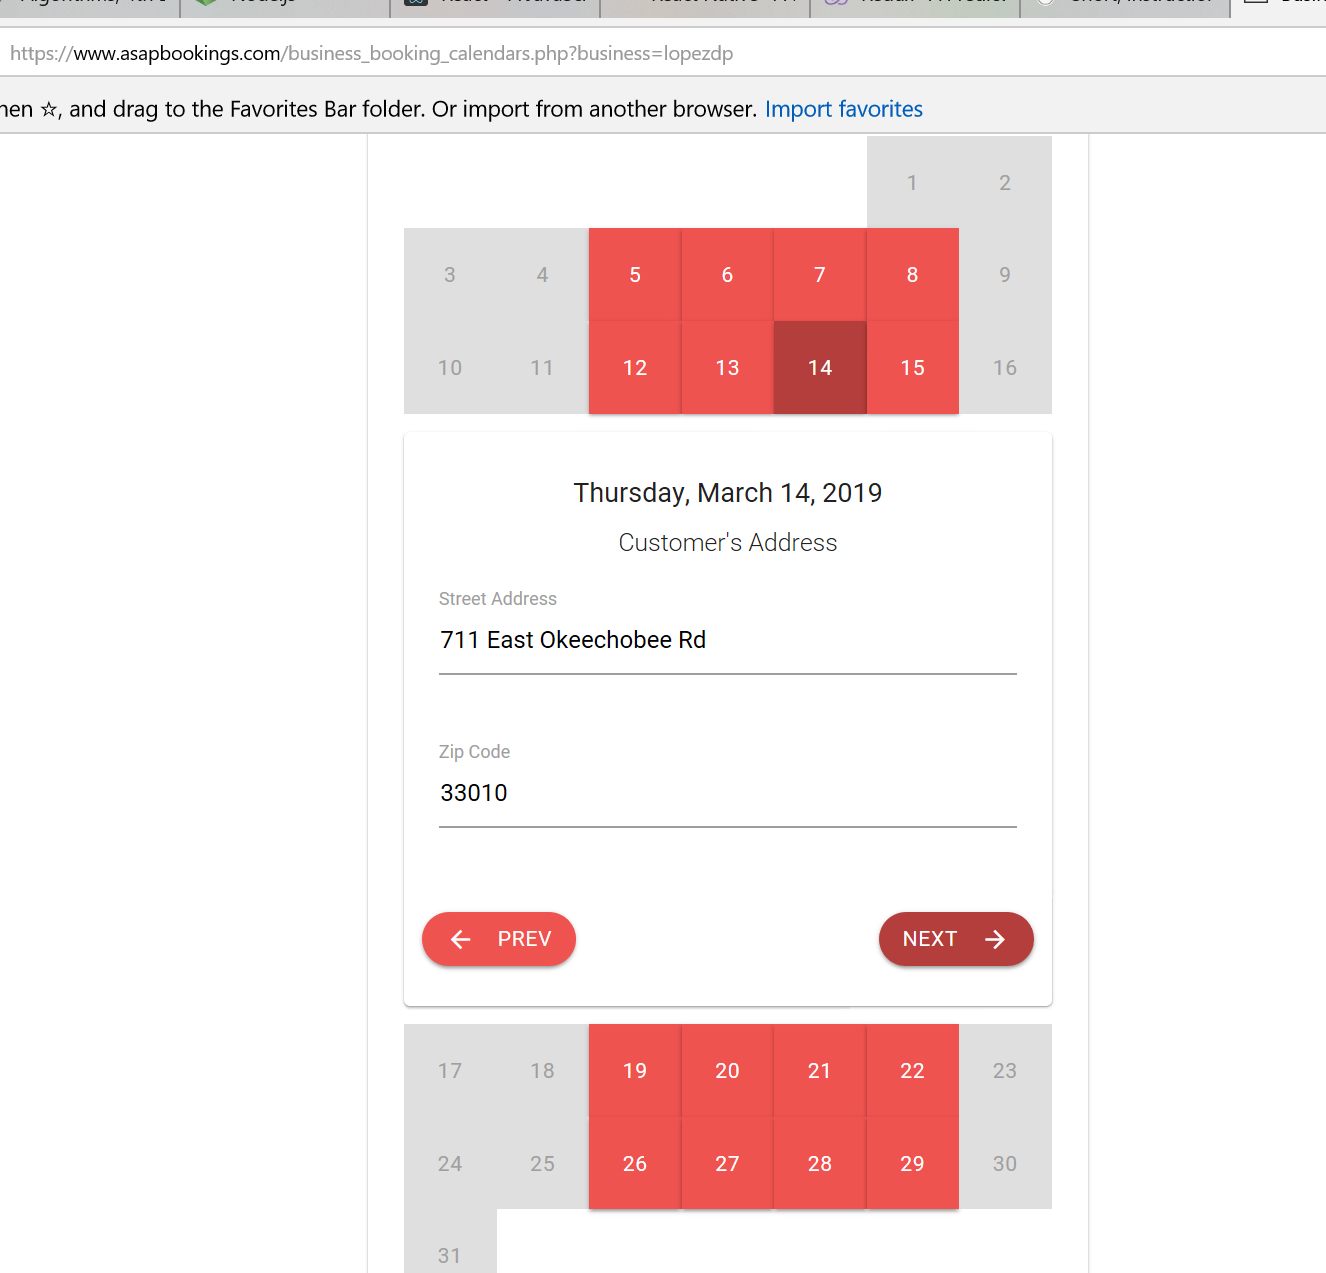 https://www.asapbookings.com/business_booking_calendars.php?business=lopezdp
hen ☆, and drag to the Favorites Bar folder. Or import from another browser. Import favorites
1 2
3 4 5 6 7 8 9
10 11 12 13 14 15 16
Thursday, March 14, 2019
Customer's Address
Street Address
711 East Okeechobee Rd
Zip Code
33010
← PREV NEXT →
17 18 19 20 21 22 23
24 25 26 27 28 29 30
31